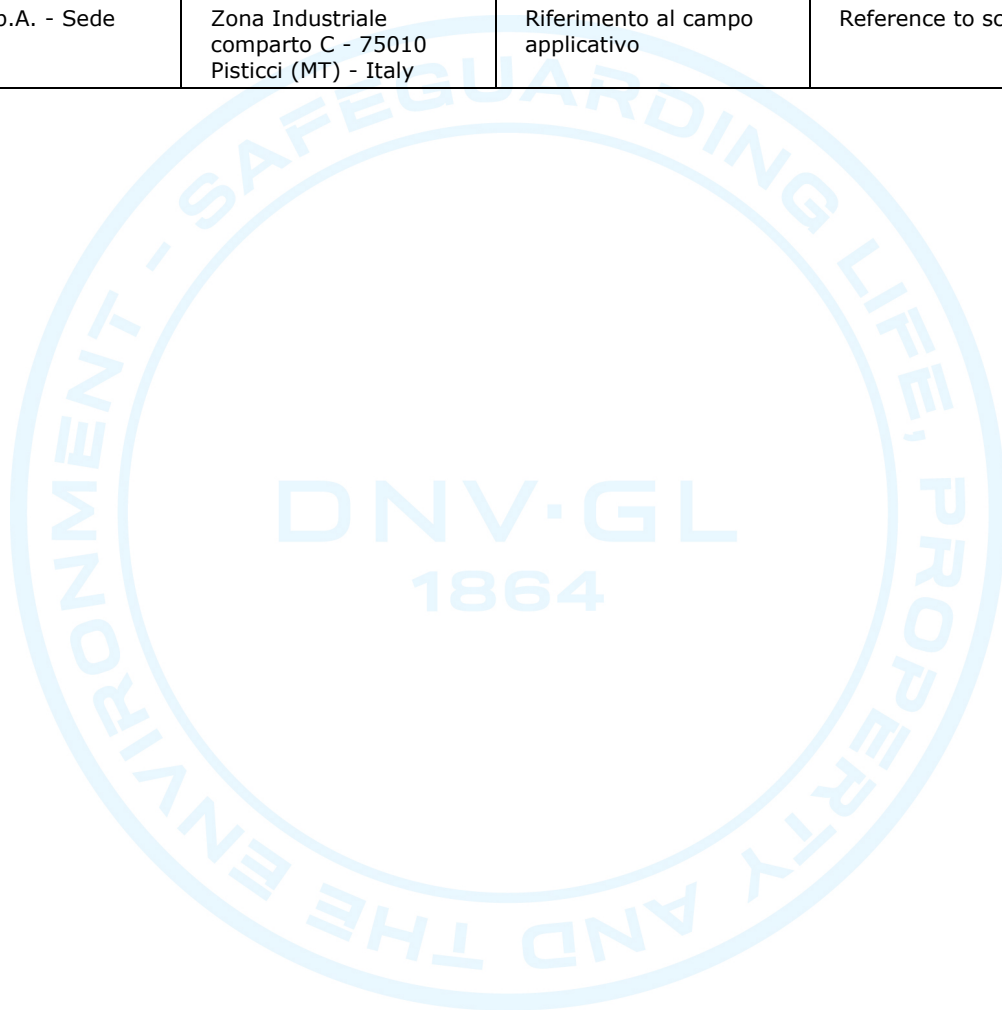 p.A. - Sede
Zona Industriale
comparto C - 75010
Pisticci (MT) - Italy
Riferimento al campo
applicativo
Reference to sc
SAFEGUARDING LIFE, PROPERTY AND THE ENVIRONMENT -
DNV·GL
1864